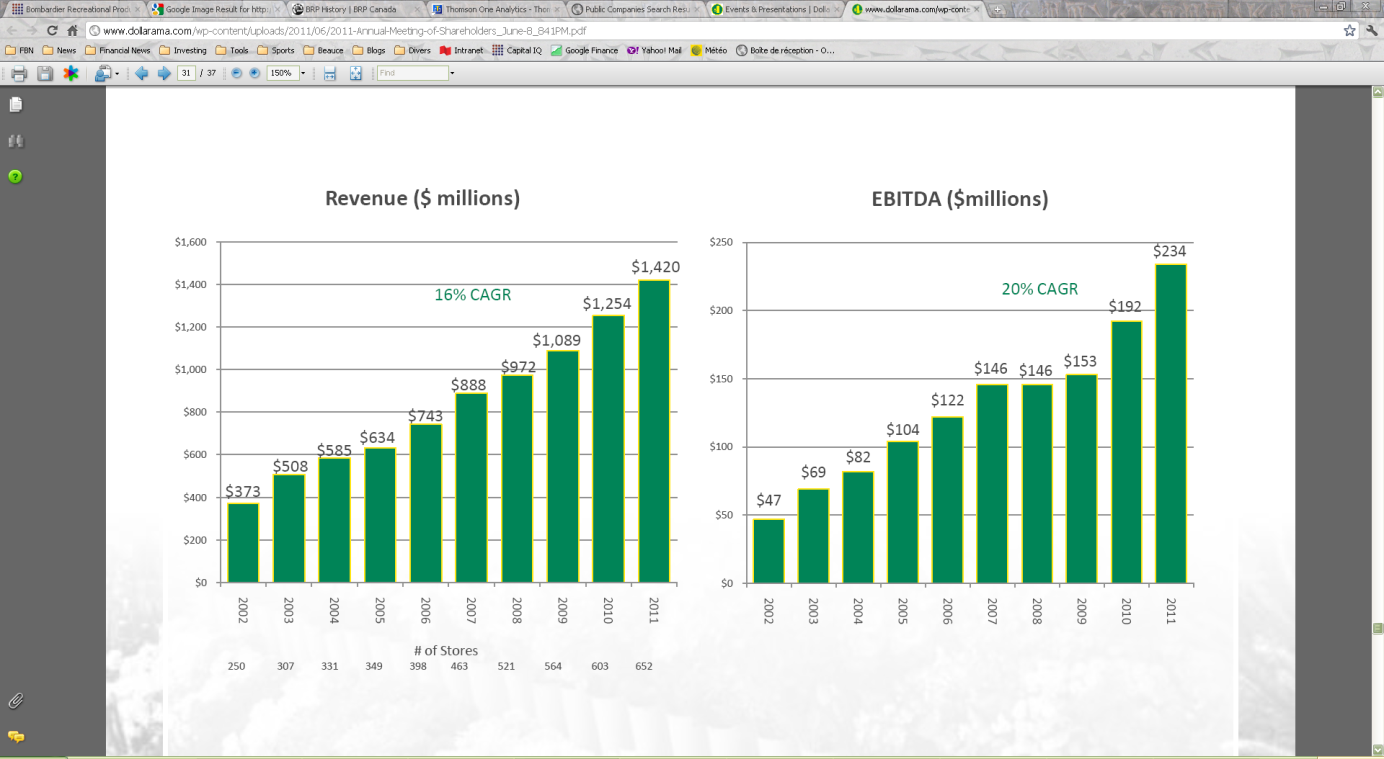 Bombardier Recreational Prod
Google Image Result for http:
BRP History | BRP Canada
Thomson One Analytics - Tho
Public Companies Search Resu
Events & Presentations | Dolla
www.dollarama.com/wp-conte
www.dollarama.com/wp-content/uploads/2011/06/2011-Annual-Meeting-of-Shareholders_June-8_841PM.pdf
FBN News Financial News Investing Tools Sports Beauce Blogs Divers Intranet Capital IQ Google Finance Yahoo! Mail Météo Boîte de réception - O...
31 / 37 150% Find
Revenue ($ millions)
$1,600
$1,400
$1,200
$1,000
$800
$600
$400
$200
$0
16% CAGR
$373 $508 $585 $634 $743 $888 $972 $1,089 $1,254 $1,420
2002 2003 2004 2005 2006 2007 2008 2009 2010 2011
# of Stores
250 307 331 349 398 463 521 564 603 652
EBITDA ($millions)
$250
$200
$150
$100
$50
$0
20% CAGR
$47 $69 $82 $104 $122 $146 $146 $153 $192 $234
2002 2003 2004 2005 2006 2007 2008 2009 2010 2011